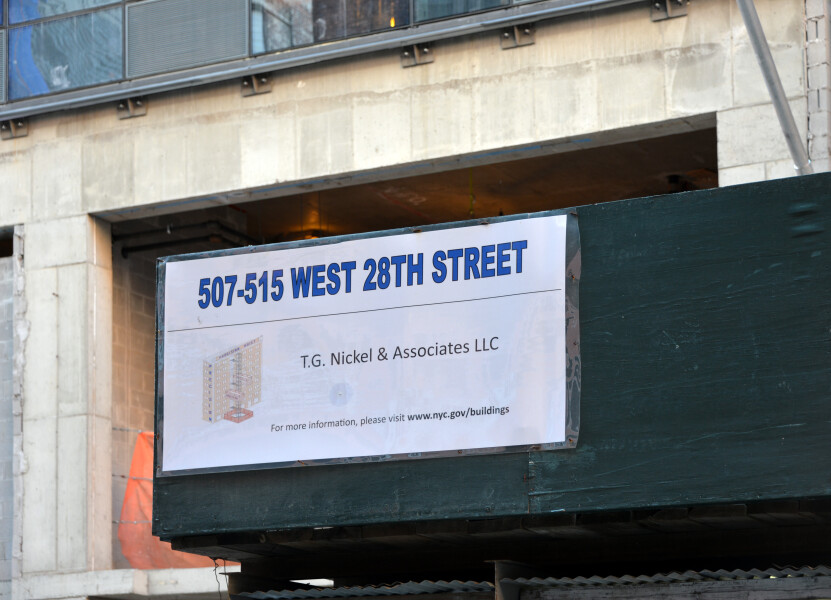 507-515 WEST 28TH STREET
T.G. Nickel & Associates LLC
For more information, please visit www.nyc.gov/buildings